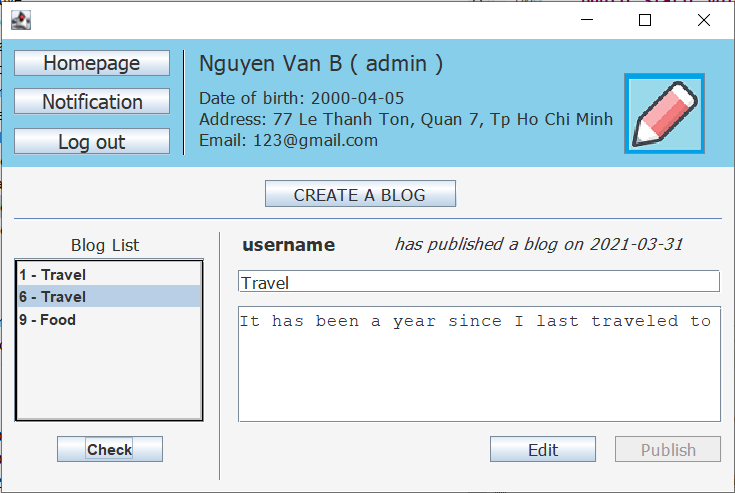 Homepage
Notification
Log out
Nguyen Van B ( admin )
Date of birth: 2000-04-05
Address: 77 Le Thanh Ton, Quan 7, Tp Ho Chi Minh
Email: 123@gmail.com
CREATE A BLOG
Blog List
1 - Travel
6 - Travel
9 - Food
Check
username has published a blog on 2021-03-31
Travel
It has been a year since I last traveled to
Edit Publish